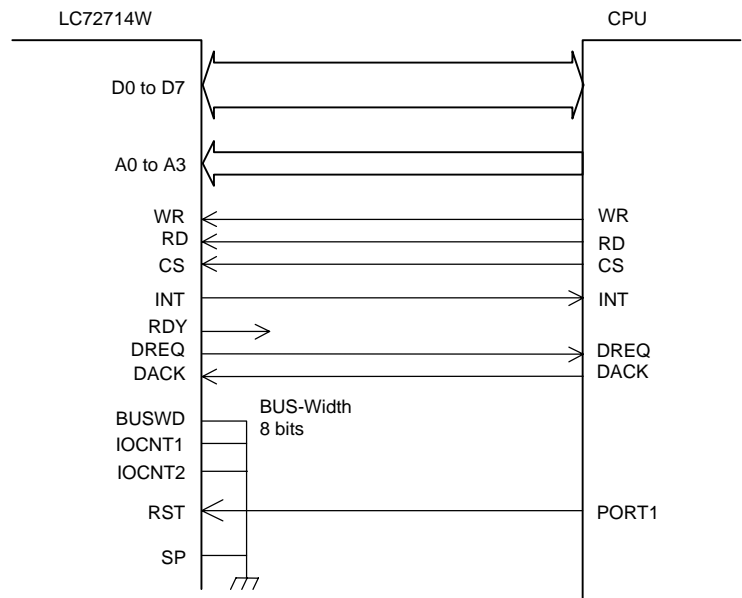 LC72714W CPU
D0 to D7
A0 to A3
WR WR
RD RD
CS CS
INT INT
RDY
DREQ DREQ
DACK DACK
BUS-Width
BUSWD
8 bits
IOCNT1
IOCNT2
RST PORT1
SP